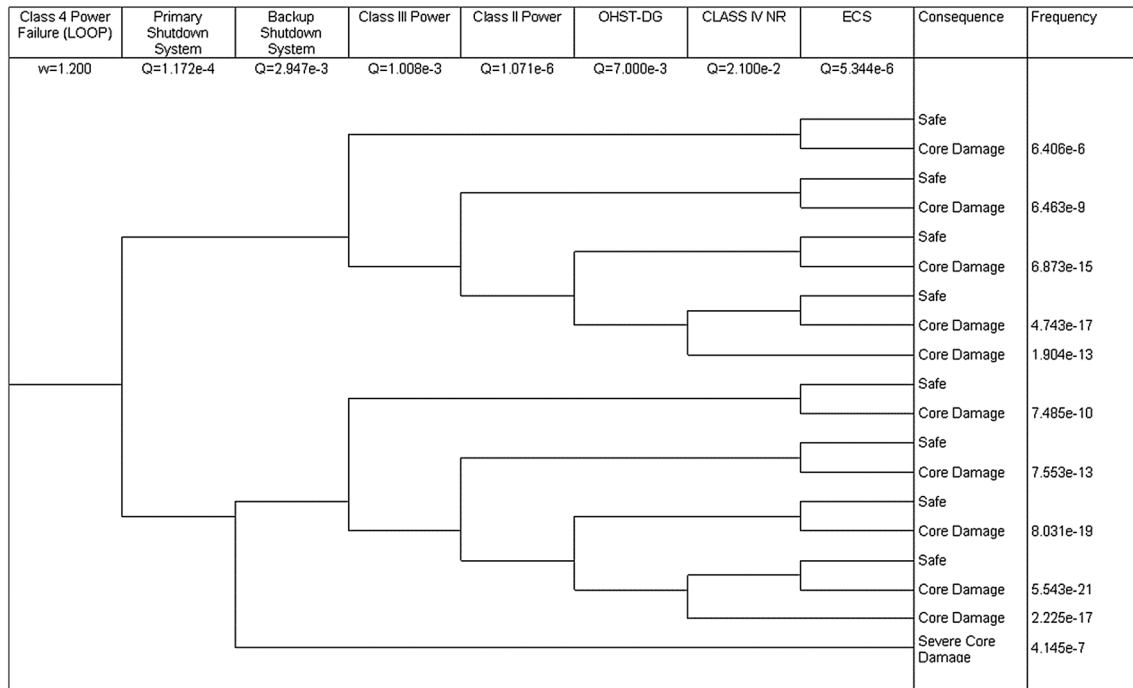 Class 4 Power
Failure (LOOP)
Primary
Shutdown
System
Backup
Shutdown
System
Class III Power
Class II Power
OHST-DG
CLASS IV NR
ECS
Consequence
Frequency
w=1.200
Q=1.172e-4
Q=2.947e-3
Q=1.008e-3
Q=1.071e-6
Q=7.000e-3
Q=2.100e-2
Q=5.344e-6
Safe
Core Damage 6.406e-6
Safe
Core Damage 6.463e-9
Safe
Core Damage 6.873e-15
Safe
Core Damage 4.743e-17
Core Damage 1.904e-13
Safe
Core Damage 7.485e-10
Safe
Core Damage 7.553e-13
Safe
Core Damage 8.031e-19
Safe
Core Damage 5.543e-21
Core Damage 2.225e-17
Severe Core
Damage
4.145e-7